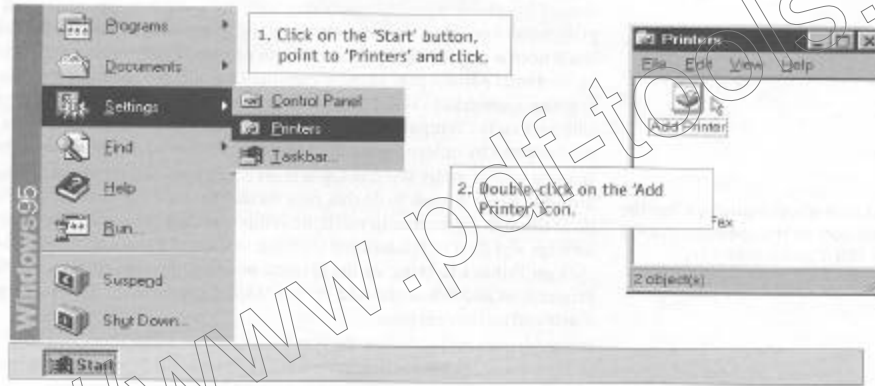 Programs
Documents
Settings
Find
Help
Run...
Suspend
Shut Down...
Windows95
Start
Control Panel
Printers
Taskbar...
1. Click on the 'Start' button,
point to 'Printers' and click.
2. Double-click on the 'Add
Printer' icon.
Printers
File Edit View Help
Add Printer
2 object(s)
www.pdf-tools.